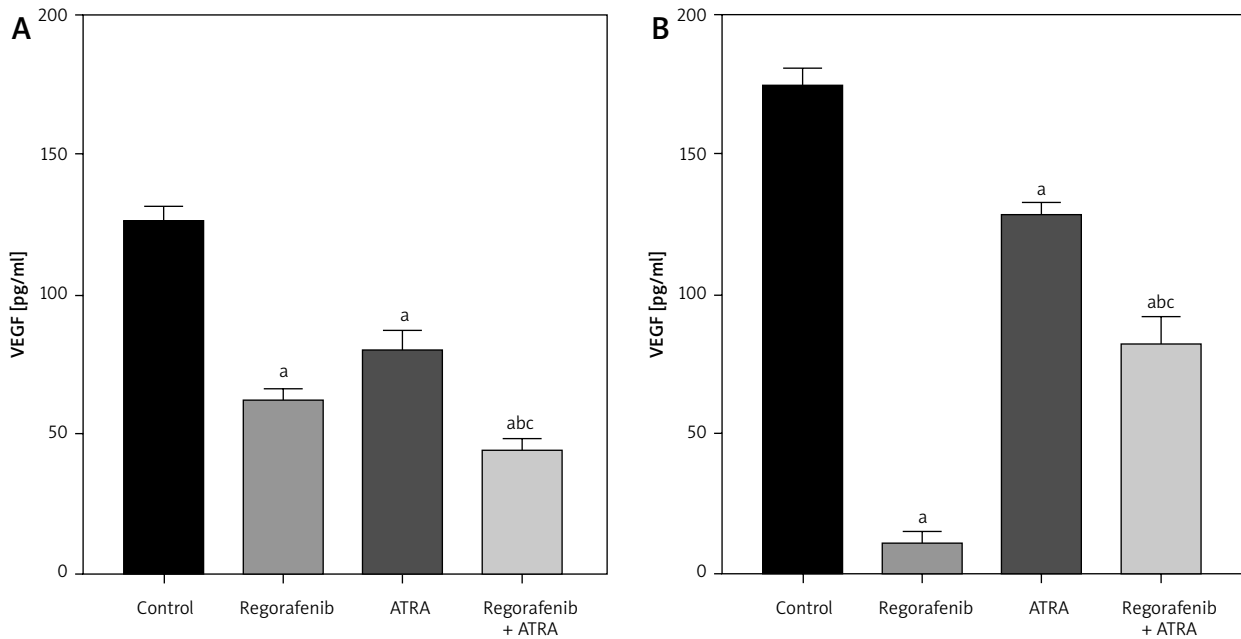 A
VEGF [pg/ml]
200
150
100
50
0
a
a
abc
Control
Regorafenib
ATRA
Regorafenib
+ ATRA
B
VEGF [pg/ml]
200
150
100
50
0
a
a
abc
Control
Regorafenib
ATRA
Regorafenib
+ ATRA